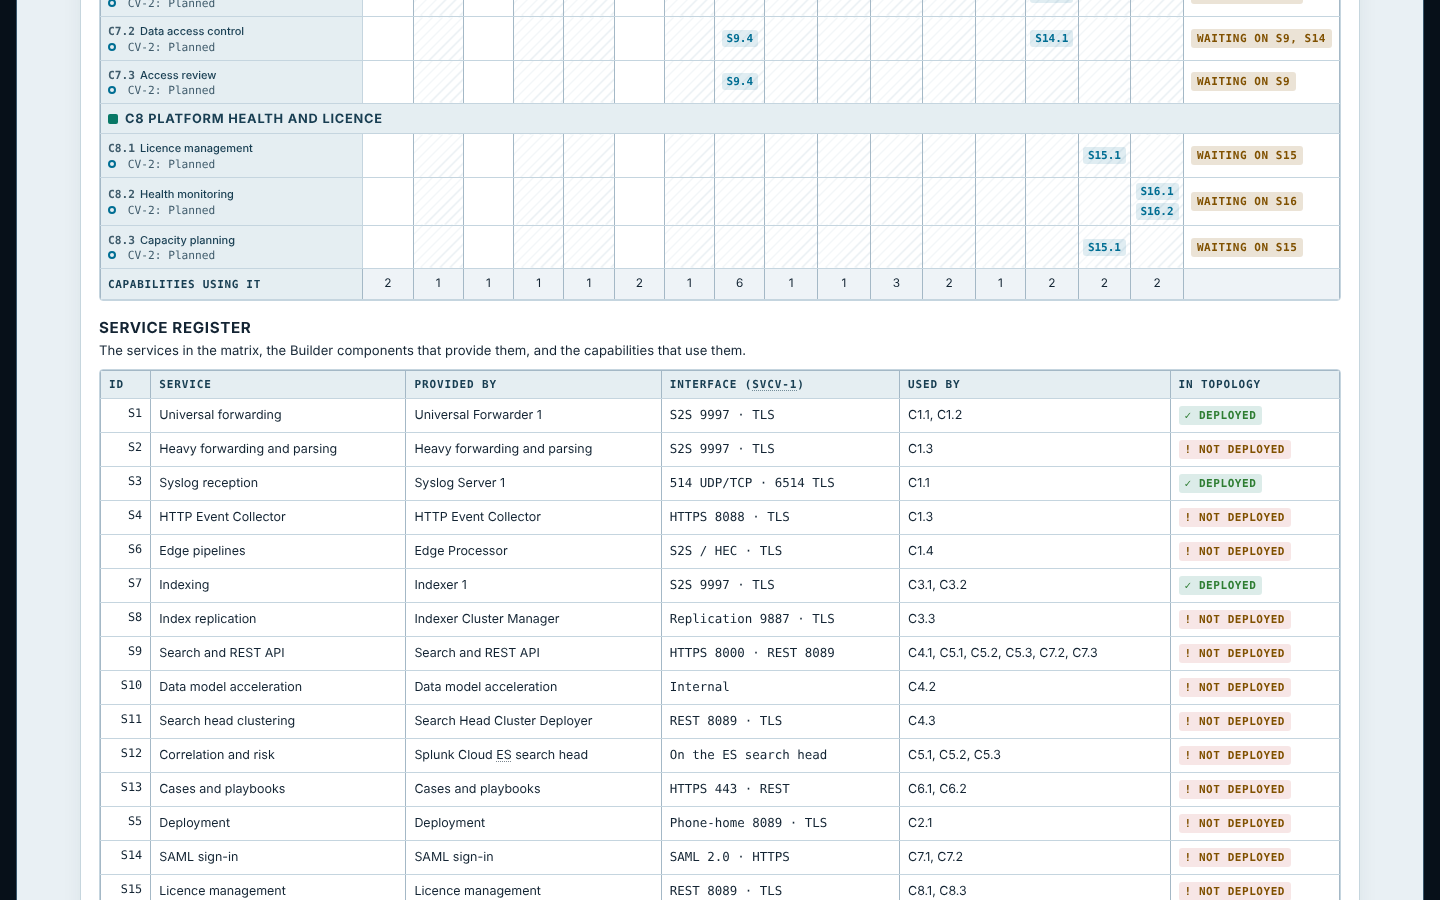 CV-2: Planned
C7.2 Data access control
CV-2: Planned
S9.4
S14.1
WAITING ON S9, S14
C7.3 Access review
CV-2: Planned
S9.4
WAITING ON S9
C8 PLATFORM HEALTH AND LICENCE
C8.1 Licence management
CV-2: Planned
S15.1
WAITING ON S15
C8.2 Health monitoring
CV-2: Planned
S16.1
S16.2
WAITING ON S16
C8.3 Capacity planning
CV-2: Planned
S15.1
WAITING ON S15
CAPABILITIES USING IT 2 1 1 1 1 2 1 6 1 1 3 2 1 2 2 2
SERVICE REGISTER
The services in the matrix, the Builder components that provide them, and the capabilities that use them.
ID SERVICE PROVIDED BY INTERFACE (SVCV-1) USED BY IN TOPOLOGY
S1 Universal forwarding Universal Forwarder 1 S2S 9997 · TLS C1.1, C1.2 ✓ DEPLOYED
S2 Heavy forwarding and parsing Heavy forwarding and parsing S2S 9997 · TLS C1.3 ! NOT DEPLOYED
S3 Syslog reception Syslog Server 1 514 UDP/TCP · 6514 TLS C1.1 ✓ DEPLOYED
S4 HTTP Event Collector HTTP Event Collector HTTPS 8088 · TLS C1.3 ! NOT DEPLOYED
S6 Edge pipelines Edge Processor S2S / HEC · TLS C1.4 ! NOT DEPLOYED
S7 Indexing Indexer 1 S2S 9997 · TLS C3.1, C3.2 ✓ DEPLOYED
S8 Index replication Indexer Cluster Manager Replication 9887 · TLS C3.3 ! NOT DEPLOYED
S9 Search and REST API Search and REST API HTTPS 8000 · REST 8089 C4.1, C5.1, C5.2, C5.3, C7.2, C7.3 ! NOT DEPLOYED
S10 Data model acceleration Data model acceleration Internal C4.2 ! NOT DEPLOYED
S11 Search head clustering Search Head Cluster Deployer REST 8089 · TLS C4.3 ! NOT DEPLOYED
S12 Correlation and risk Splunk Cloud ES search head On the ES search head C5.1, C5.2, C5.3 ! NOT DEPLOYED
S13 Cases and playbooks Cases and playbooks HTTPS 443 · REST C6.1, C6.2 ! NOT DEPLOYED
S5 Deployment Deployment Phone-home 8089 · TLS C2.1 ! NOT DEPLOYED
S14 SAML sign-in SAML sign-in SAML 2.0 · HTTPS C7.1, C7.2 ! NOT DEPLOYED
S15 Licence management Licence management REST 8089 · TLS C8.1, C8.3 ! NOT DEPLOYED